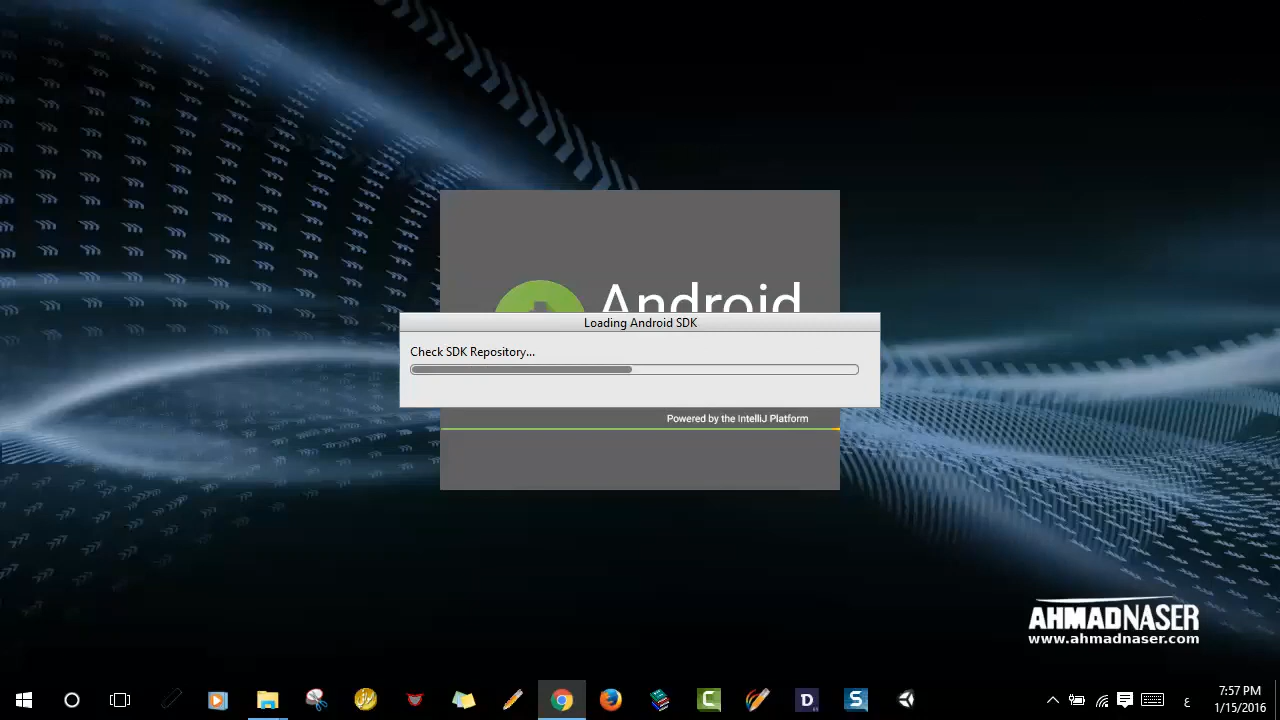 Android
Loading Android SDK
Check SDK Repository...
Powered by the IntelliJ Platform
AHMADNASER
www.ahmadnaser.com
ع
7:57 PM
1/15/2016